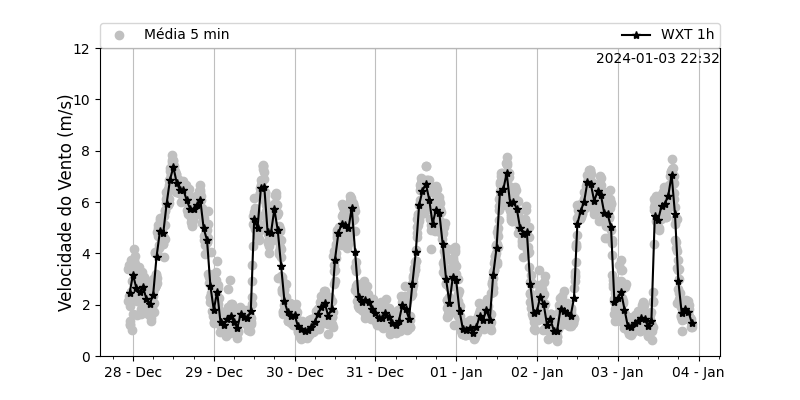 Média 5 min
WXT 1h
2024-01-03 22:32
Velocidade do Vento (m/s)
12
10
8
6
4
2
0
28 - Dec
29 - Dec
30 - Dec
31 - Dec
01 - Jan
02 - Jan
03 - Jan
04 - Jan